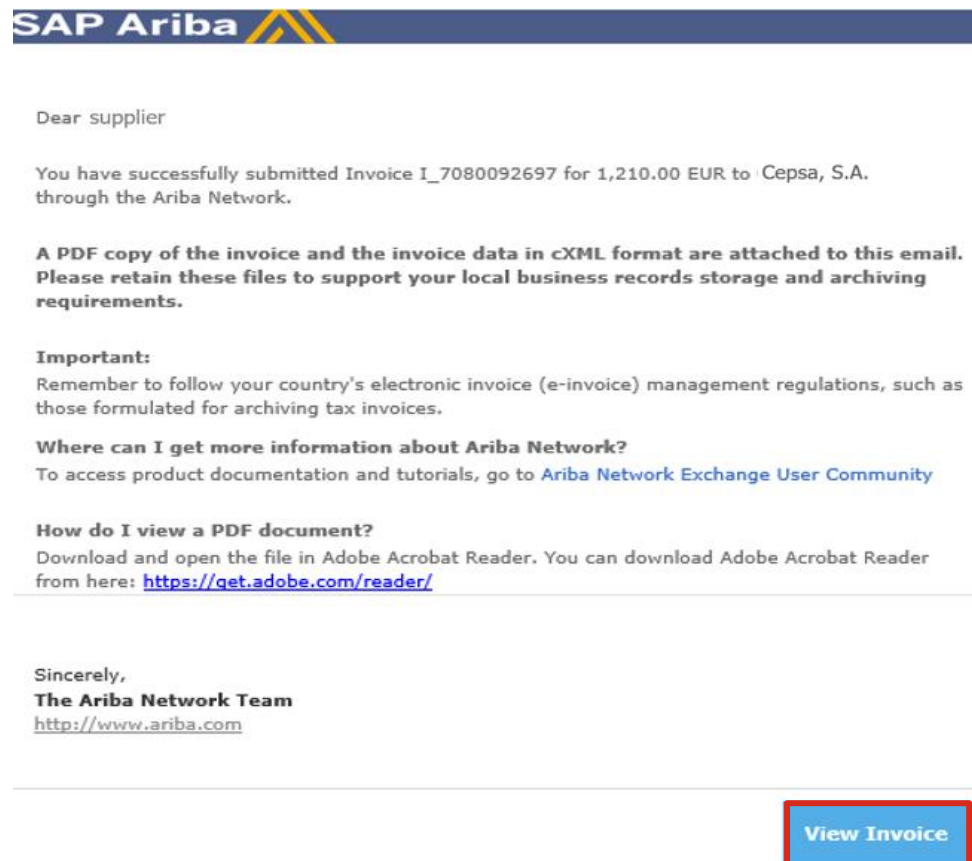 SAP Ariba
Dear supplier
You have successfully submitted Invoice I_7080092697 for 1,210.00 EUR to Cepsa, S.A.
through the Ariba Network.
A PDF copy of the invoice and the invoice data in cXML format are attached to this email.
Please retain these files to support your local business records storage and archiving
requirements.
Important:
Remember to follow your country's electronic invoice (e-invoice) management regulations, such as
those formulated for archiving tax invoices.
Where can I get more information about Ariba Network?
To access product documentation and tutorials, go to Ariba Network Exchange User Community
How do I view a PDF document?
Download and open the file in Adobe Acrobat Reader. You can download Adobe Acrobat Reader
from here: https://get.adobe.com/reader/
Sincerely,
The Ariba Network Team
http://www.ariba.com
View Invoice